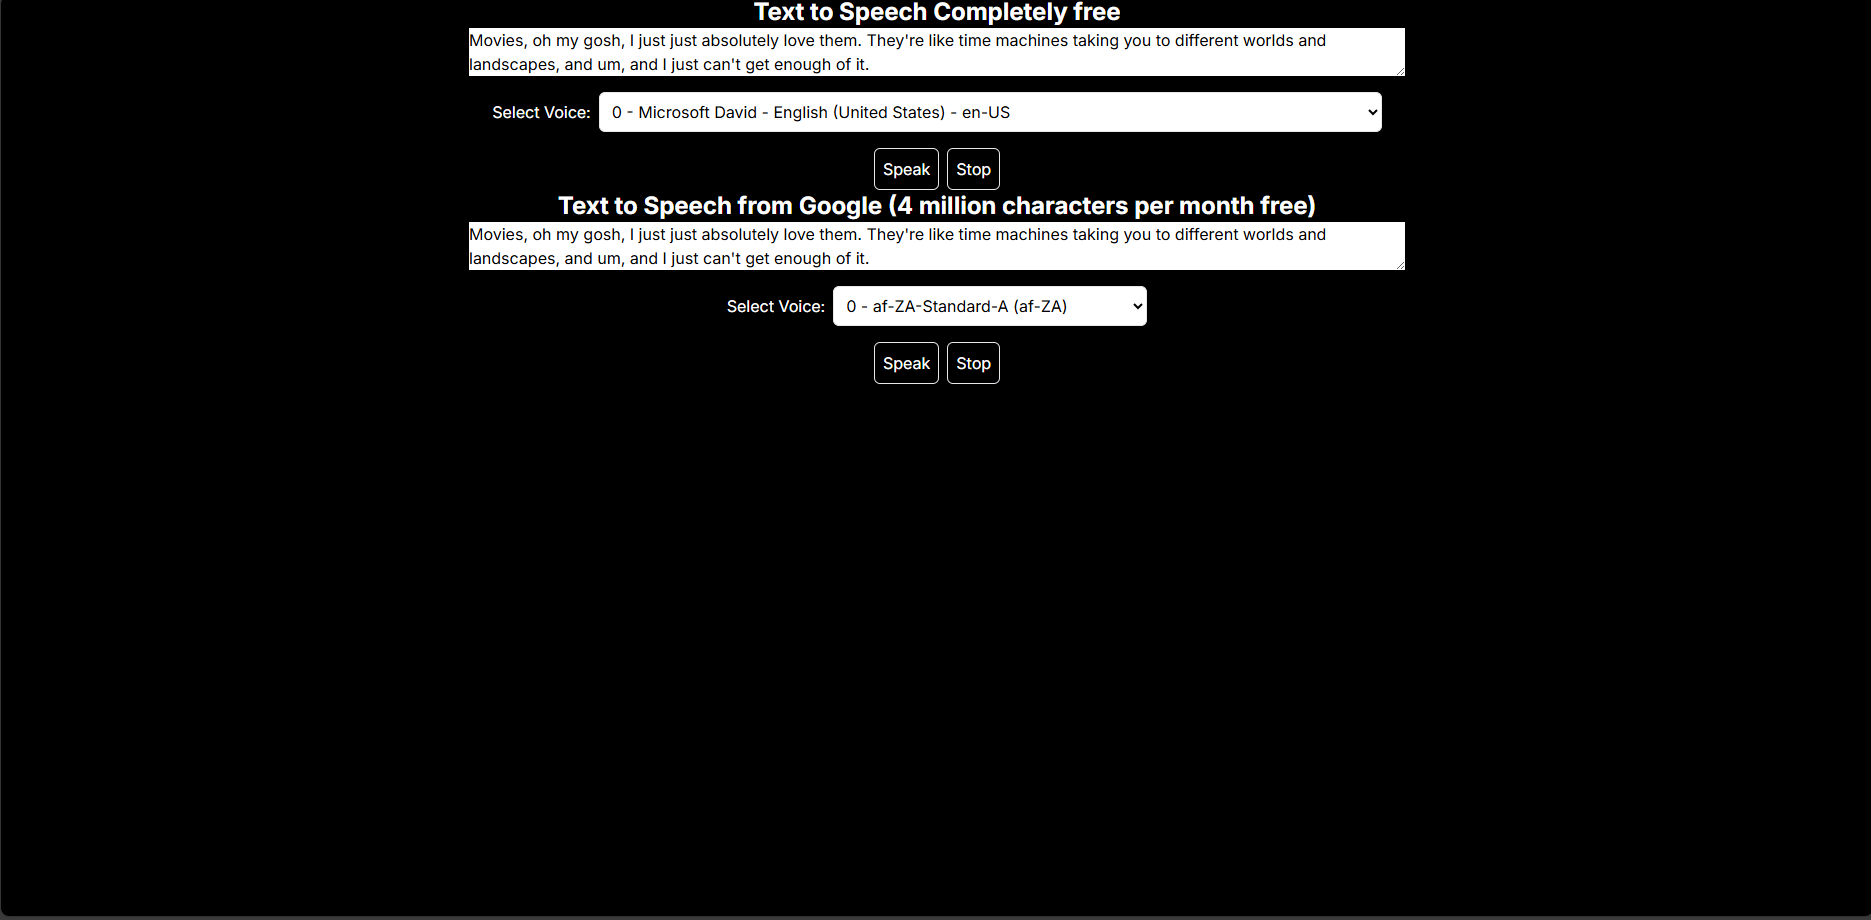 Text to Speech Completely free
Movies, oh my gosh, I just just absolutely love them. They're like time machines taking you to different worlds and
landscapes, and um, and I just can't get enough of it.
Select Voice: 0 - Microsoft David - English (United States) - en-US
Speak Stop
Text to Speech from Google (4 million characters per month free)
Movies, oh my gosh, I just just absolutely love them. They're like time machines taking you to different worlds and
landscapes, and um, and I just can't get enough of it.
Select Voice: 0 - af-ZA-Standard-A (af-ZA)
Speak Stop